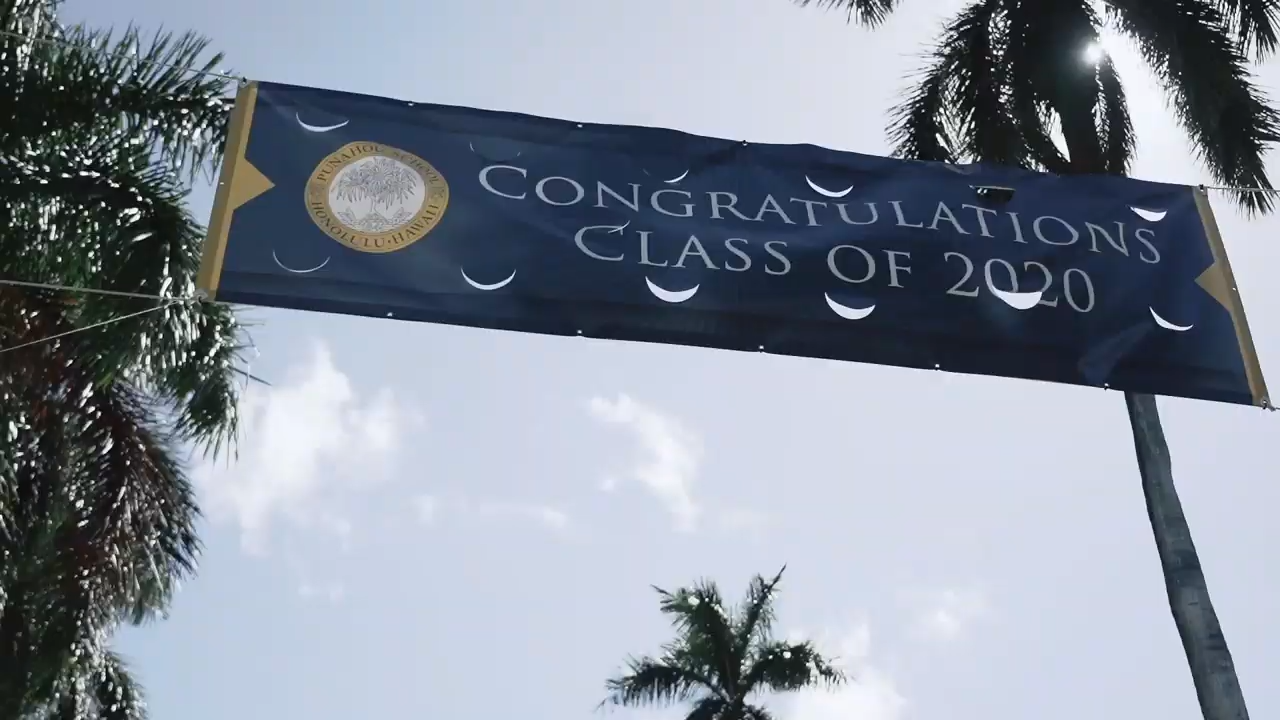 PUNAHOU SCHOOL
HONOLULU·HAWAII
CONGRATULATIONS
CLASS OF 2020